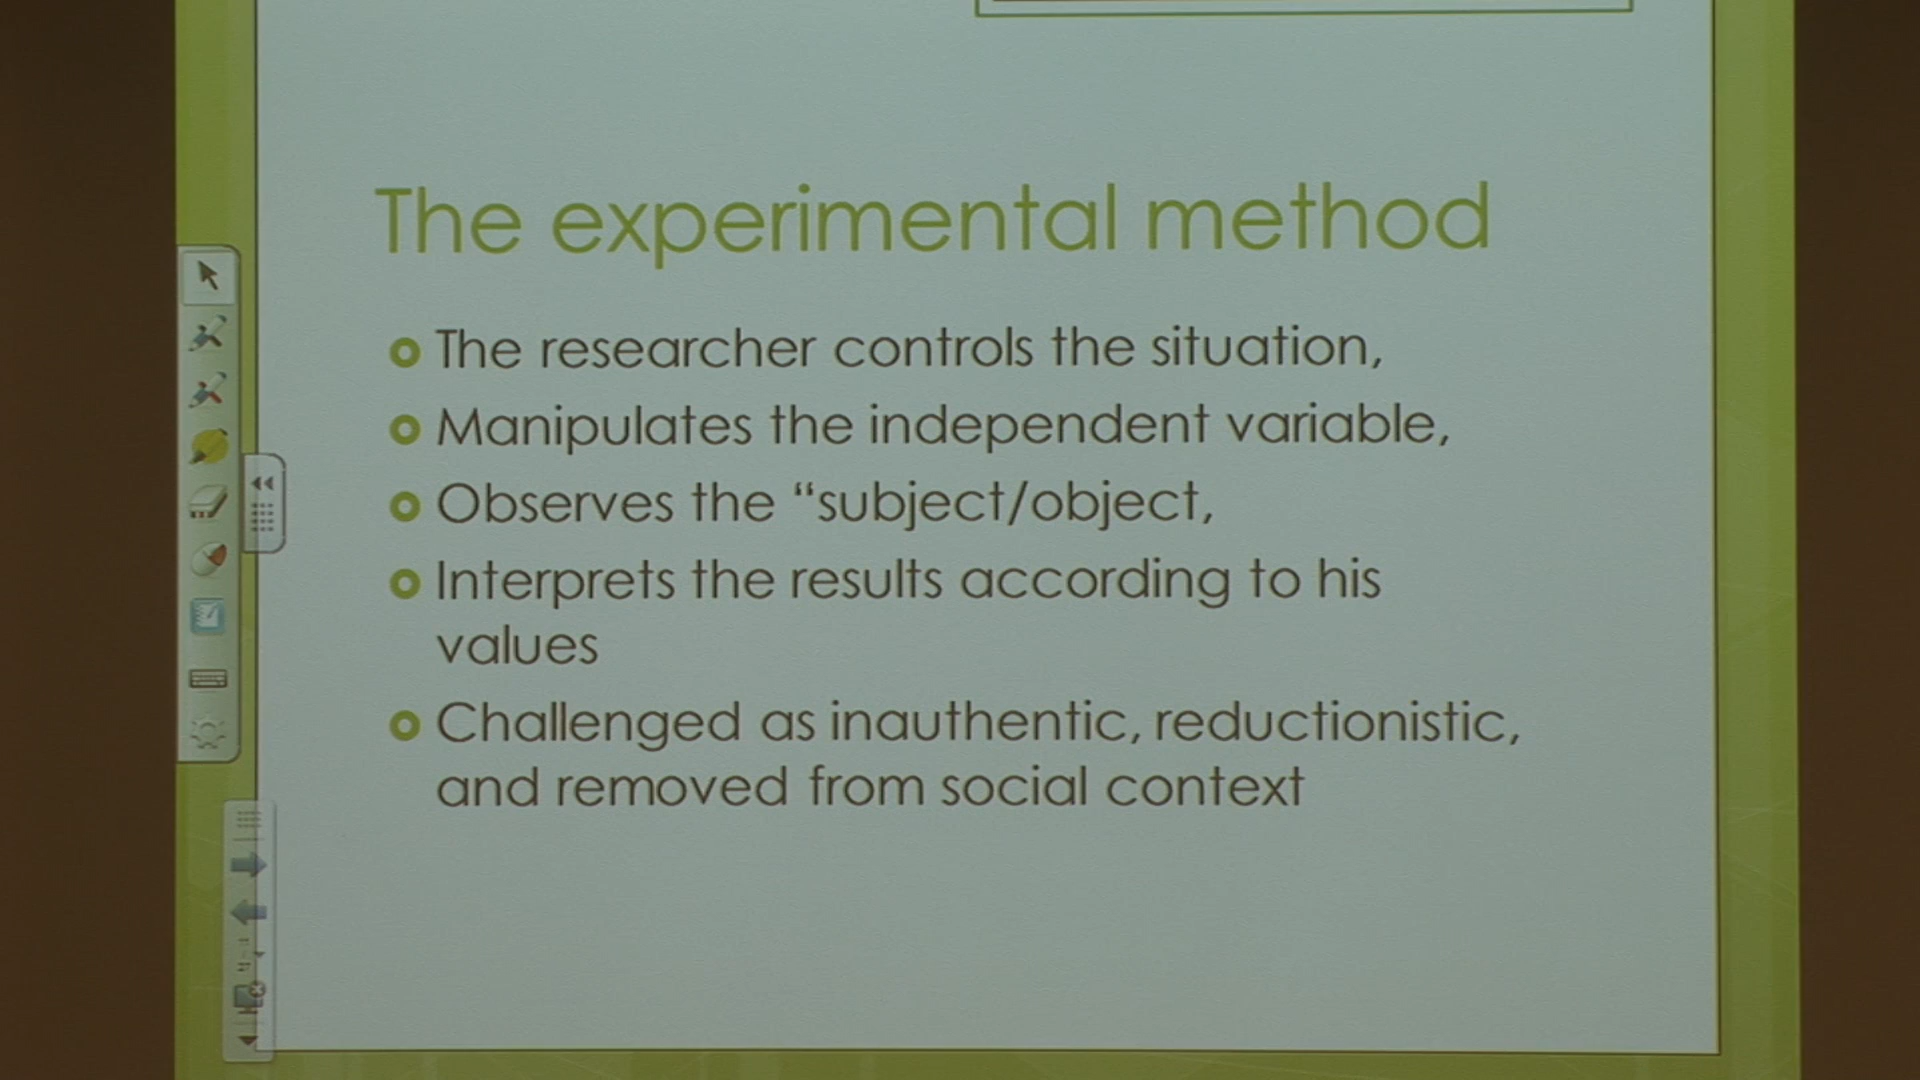 The experimental method
The researcher controls the situation,
Manipulates the independent variable,
Observes the “subject/object,
Interprets the results according to his
values
Challenged as inauthentic, reductionistic,
and removed from social context